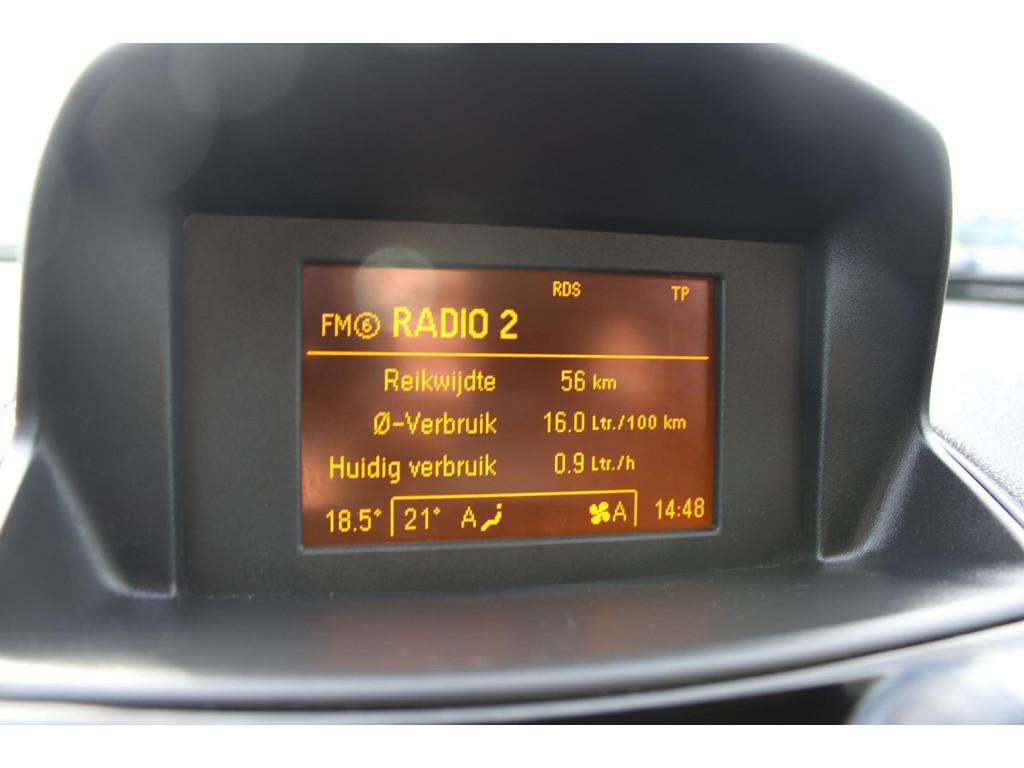 RDS TP
FM⑥ RADIO 2
Reikwijdte 56 km
Ø-Verbruik 16.0 Ltr./100 km
Huidig verbruik 0.9 Ltr./h
18.5° 21° A A 14:48